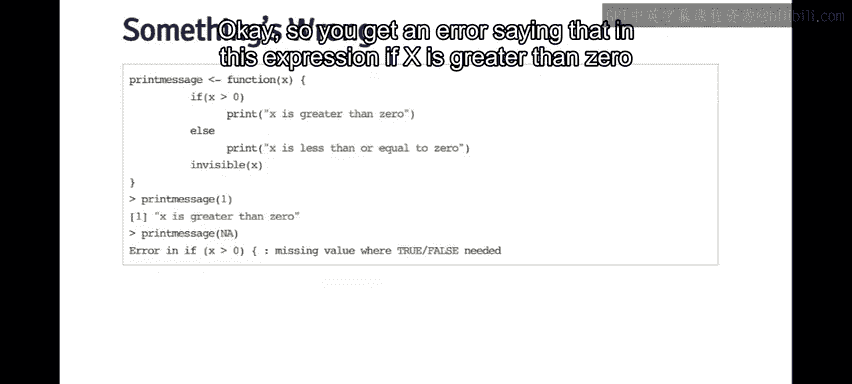 Something's Wrong
Okay, so you get an error saying that in
this expression if X is greater than zero
printmessage <- function(x) {
if(x > 0)
print("x is greater than zero")
else
print("x is less than or equal to zero")
invisible(x)
}
> printmessage(1)
[1] "x is greater than zero"
> printmessage(NA)
Error in if (x > 0) { : missing value where TRUE/FALSE needed